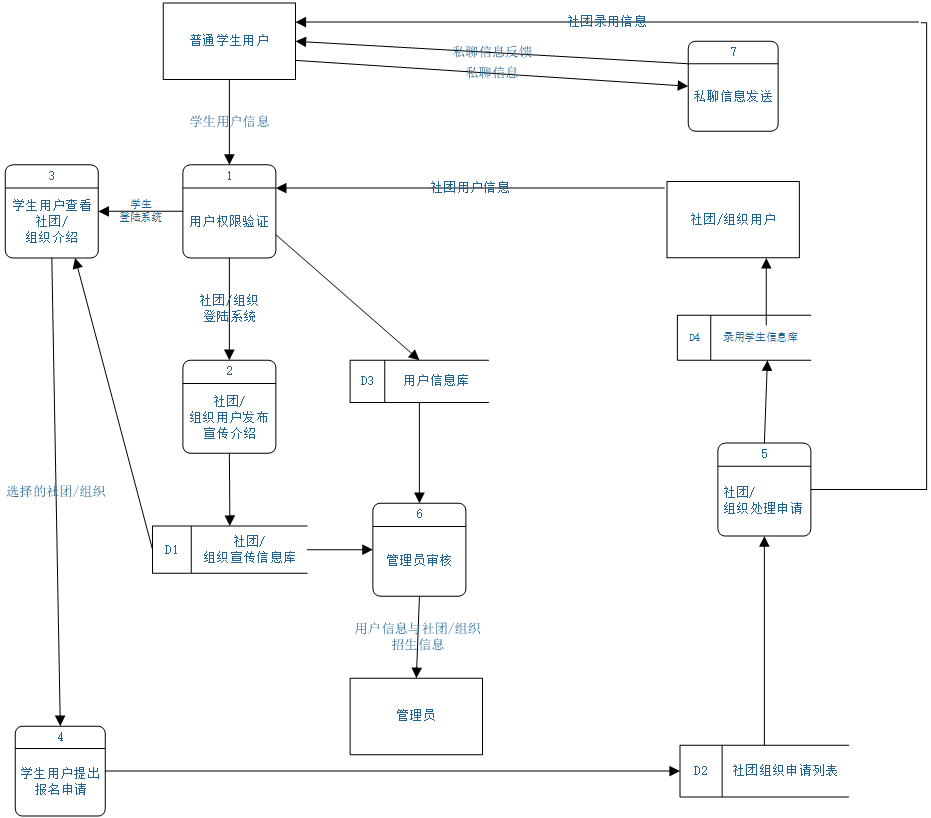 社团录用信息
普通学生用户
私聊信息反馈
7
私聊信息
私聊信息发送
学生用户信息
3
1
社团用户信息
学生用户查看
社团/
组织介绍
学生
登陆系统
用户权限验证
社团/组织用户
社团/组织
登陆系统
D4
录用学生信息库
2
D3
用户信息库
社团/
组织用户发布
宣传介绍
5
选择的社团/组织
社团/
组织处理申请
6
D1
社团/
组织宣传信息库
管理员审核
用户信息与社团/组织
招生信息
管理员
4
学生用户提出
报名申请
D2
社团组织申请列表